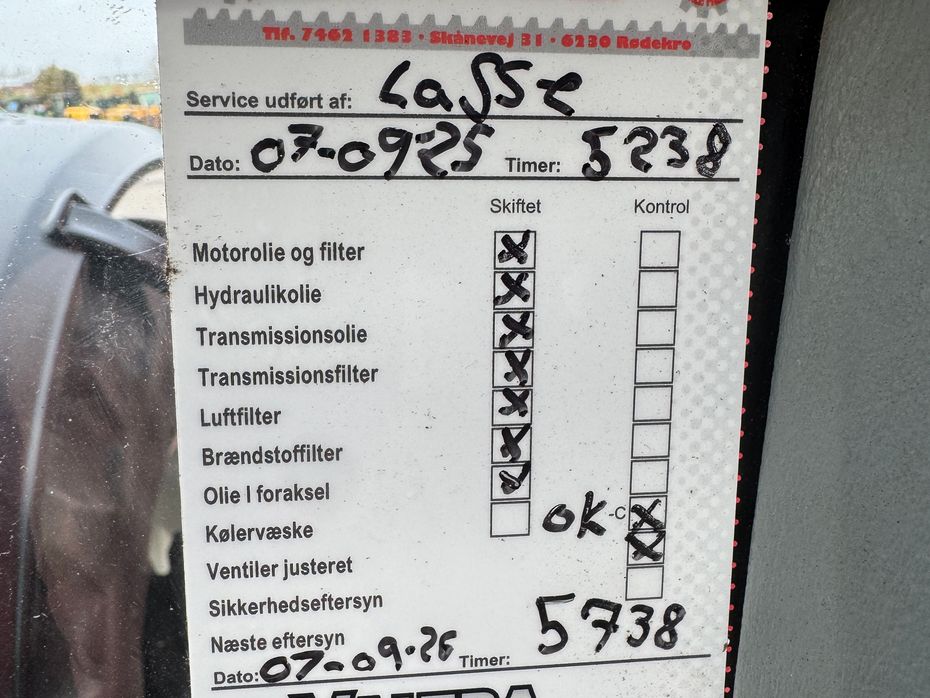 Tlf. 7462 1383 · Skånevej 31 · 6230 Rødekro
Service udført af: Lasse
Dato: 07-09-25 Timer: 5238
Skiftet Kontrol
Motorolie og filter X
Hydraulikolie X
Transmissionsolie X
Transmissionsfilter X
Luftfilter X
Brændstoffilter X
Olie I foraksel X
Kølervæske OK -C X
Ventiler justeret X
Sikkerhedseftersyn
Næste eftersyn
Dato: 07-09-26 Timer: 5738